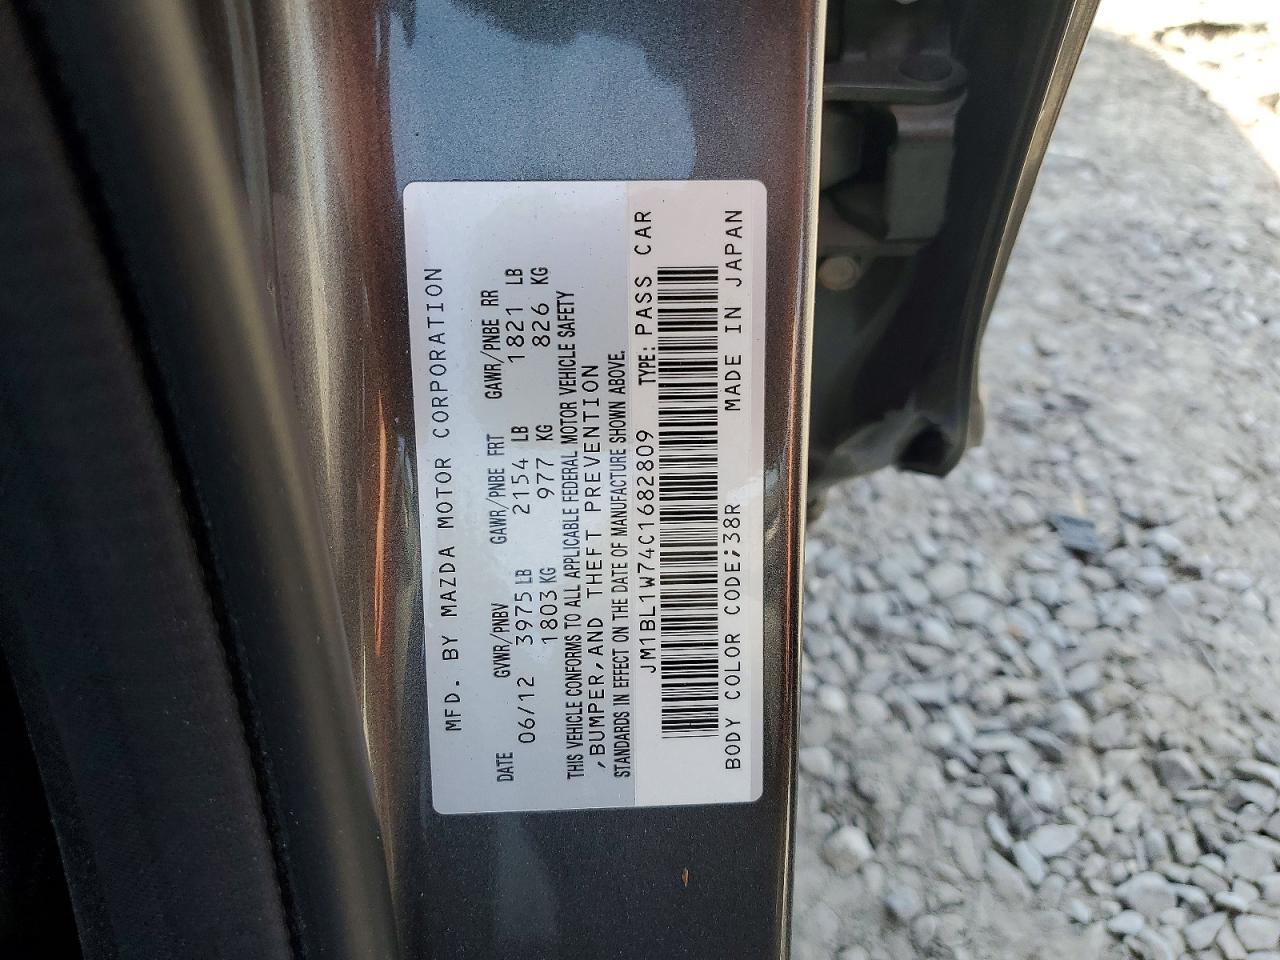 MFD. BY MAZDA MOTOR CORPORATION
DATE GVWR/PNBV GAWR/PNBE FRT GAWR/PNBE RR
06/12 3975 LB 2154 LB 1821 LB
1803 KG 977 KG 826 KG
THIS VEHICLE CONFORMS TO ALL APPLICABLE FEDERAL MOTOR VEHICLE SAFETY
,BUMPER,AND THEFT PREVENTION
STANDARDS IN EFFECT ON THE DATE OF MANUFACTURE SHOWN ABOVE.
JM1BL1W74C1682809 TYPE: PASS CAR
BODY COLOR CODE;38R MADE IN JAPAN